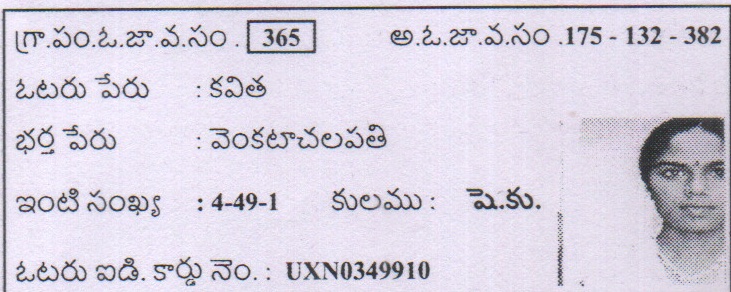 గ్రా.పం.ఓ.జా.వ.సం . 365 అ.ఓ.జా.వ.సం .175 - 132 - 382
ఓటరు పేరు : కవిత
భర్త పేరు : వెంకటాచలపతి
ఇంటి సంఖ్య : 4-49-1 కులము : షె.కు.
ఓటరు ఐడి. కార్డు నెం. : UXN0349910